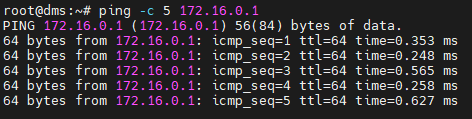 root@dms:~# ping -c 5 172.16.0.1
PING 172.16.0.1 (172.16.0.1) 56(84) bytes of data.
64 bytes from 172.16.0.1: icmp_seq=1 ttl=64 time=0.353 ms
64 bytes from 172.16.0.1: icmp_seq=2 ttl=64 time=0.248 ms
64 bytes from 172.16.0.1: icmp_seq=3 ttl=64 time=0.565 ms
64 bytes from 172.16.0.1: icmp_seq=4 ttl=64 time=0.258 ms
64 bytes from 172.16.0.1: icmp_seq=5 ttl=64 time=0.627 ms